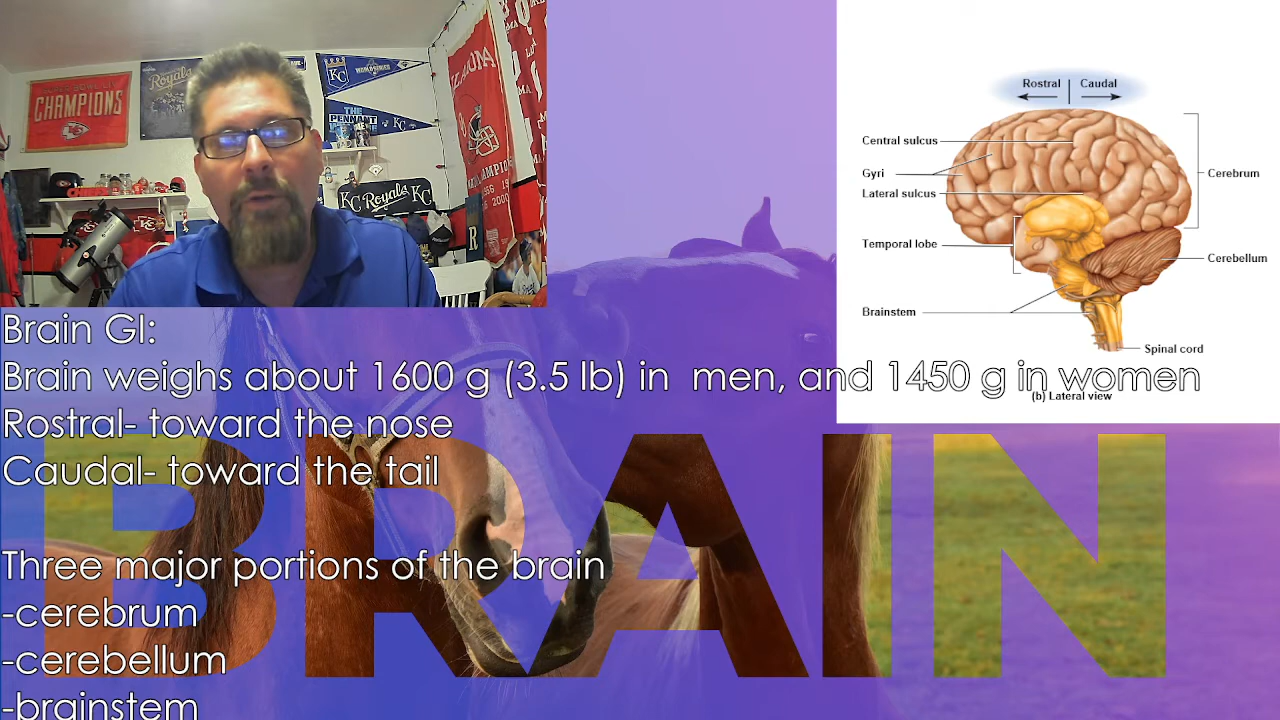 CHAMPIONS
Royals
KC
WORLD SERIES
THE
PENNANT
KC
KC Royals KC
R
Rostral
Caudal
Central sulcus
Gyri
Lateral sulcus
Temporal lobe
Brainstem
Cerebrum
Cerebellum
Spinal cord
(b) Lateral view
Brain GI:
Brain weighs about 1600 g (3.5 lb) in men, and 1450 g in women
Rostral- toward the nose
Caudal- toward the tail
Three major portions of the brain
-cerebrum
-cerebellum
-brainstem
BRAIN